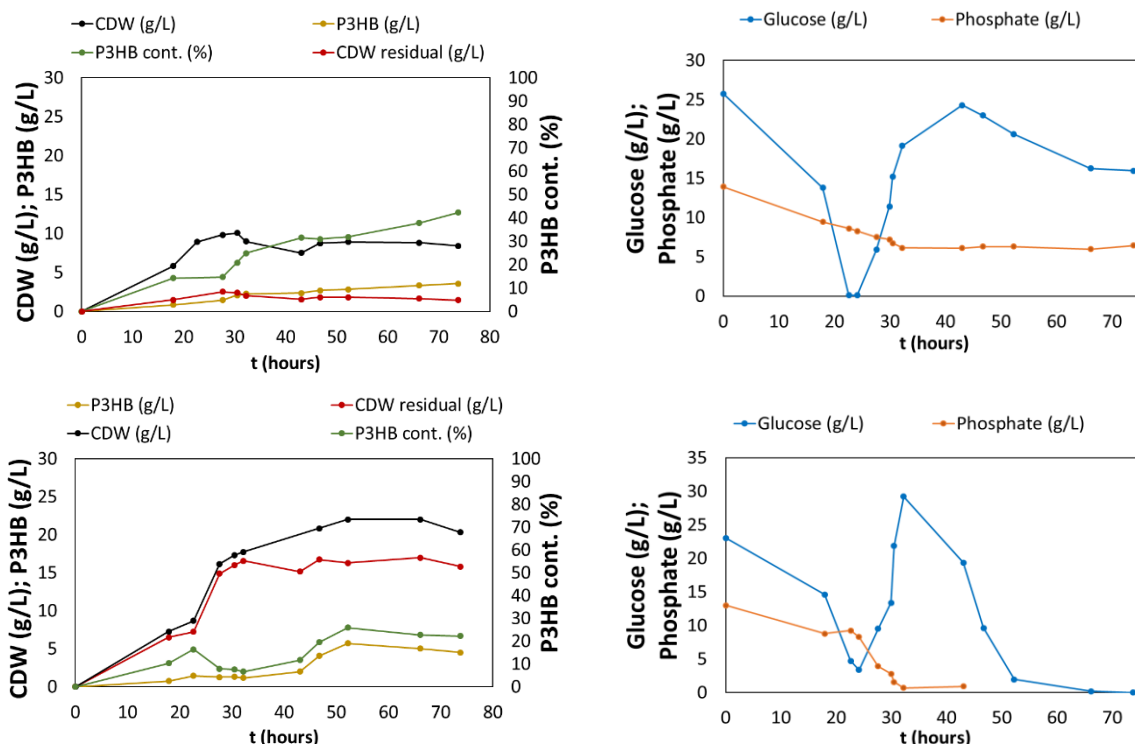 CDW (g/L) P3HB (g/L)
P3HB cont. (%) CDW residual (g/L)
30
25
20
15
10
5
0
CDW (g/L); P3HB (g/L)
100
90
80
70
60
50
40
30
20
10
0
P3HB cont. (%)
0 10 20 30 40 50 60 70 80
t (hours)
Glucose (g/L) Phosphate (g/L)
30
25
20
15
10
5
0
Glucose (g/L);
Phosphate (g/L)
0 10 20 30 40 50 60 70
t (hours)
P3HB (g/L) CDW residual (g/L)
CDW (g/L) P3HB cont. (%)
30
25
20
15
10
5
0
CDW (g/L); P3HB (g/L)
100
90
80
70
60
50
40
30
20
10
0
P3HB cont. (%)
0 10 20 30 40 50 60 70 80
t (hours)
Glucose (g/L) Phosphate (g/L)
35
30
25
20
15
10
5
0
Glucose (g/L);
Phosphate (g/L)
0 10 20 30 40 50 60 70
t (hours)